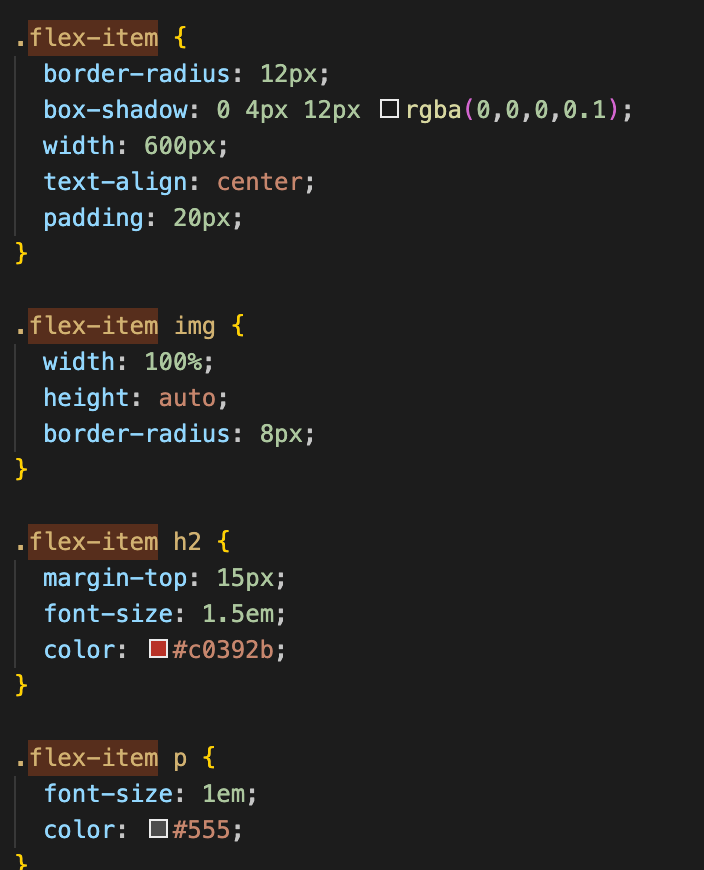 .flex-item {
  border-radius: 12px;
  box-shadow: 0 4px 12px rgba(0,0,0,0.1);
  width: 600px;
  text-align: center;
  padding: 20px;
}

.flex-item img {
  width: 100%;
  height: auto;
  border-radius: 8px;
}

.flex-item h2 {
  margin-top: 15px;
  font-size: 1.5em;
  color: #c0392b;
}

.flex-item p {
  font-size: 1em;
  color: #555;
}